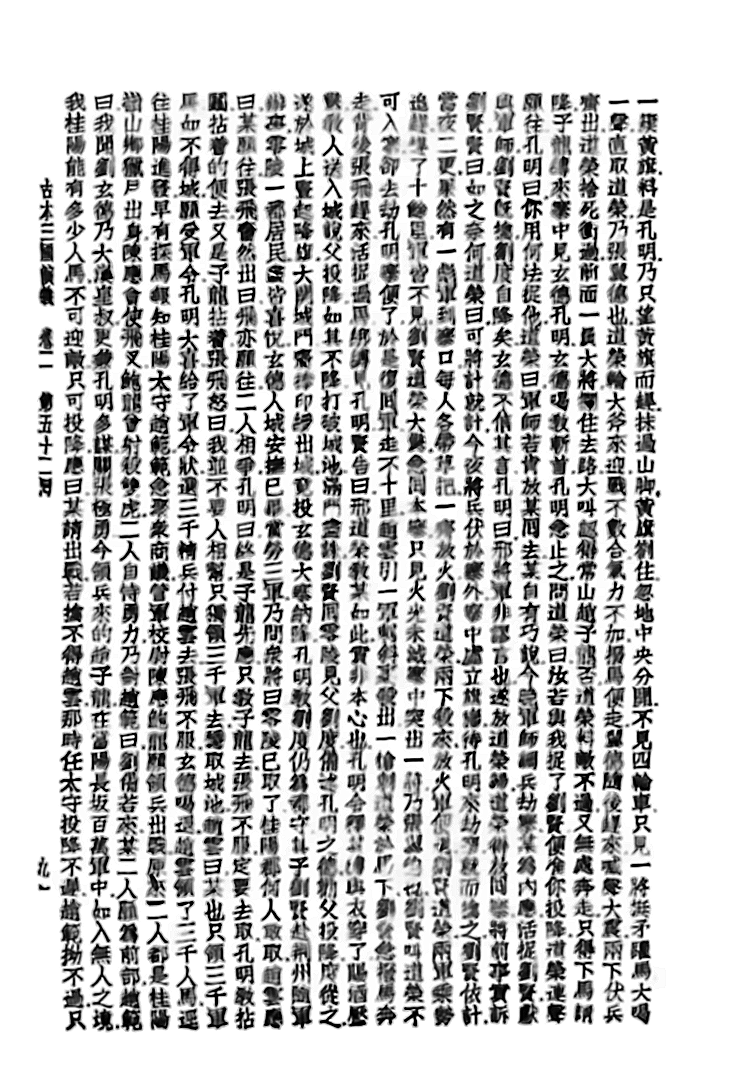 一簇黃旗料是孔明乃只望黃旗而趕抹過山腳黃旗劉住忽地中央分開不見四輪車只見一將挺矛躍馬大喝
一聲直取道榮乃張翼德也道榮輪大斧來迎戰不數合氣力不加撥馬便走翼德隨後趕來喊聲大震兩下伏兵
齊出道榮捨死衝過前面一員大將攔住去路大叫認得常山趙子龍否道榮料敵不過又無處奔走只得下馬請
降子龍縛來寨中見玄德孔明玄德喝教斬首孔明急止之問道榮曰汝若與我捉了劉賢便准你投降道榮連聲
願往孔明曰你用何法捉他道榮曰軍師若肯放某回去某自有巧說今晚軍師調兵劫寨某為內應活捉劉賢獻
與軍師劉賢既擒劉度自降矣玄德不信其言孔明曰邢將軍非謬言也遂放道榮歸道榮得放回寨將前事實訴
劉賢賢曰如之奈何道榮曰可將計就計今夜將兵伏於寨外寨中虛立旗旛待孔明來劫寨就而擒之劉賢依計
當夜二更果然有一彪軍到寨口每人各帶草把一齊放火劉賢道榮兩下殺來放火軍便退劉賢道榮兩軍乘勢
追趕趕了十餘里軍皆不見劉賢道榮大驚急回本寨只見火光未滅寨中突出一將乃張翼德也劉賢叫道榮不
可入寨卻去劫孔明寨便了於是復回軍走不十里趙雲引一軍刺斜裏殺出一槍刺道榮於馬下劉賢急撥馬奔
走背後張飛趕來活捉過馬綁縛見孔明賢告曰邢道榮教某如此實非本心也孔明令釋其縛與衣穿了賜酒壓
驚教人送入城說父投降如其不降打破城池滿門盡誅劉賢回零陵見父劉度備述孔明之德勸父投降度從之
遂於城上豎起降旗大開城門齎捧印綬出城竟投玄德大寨納降孔明教劉度仍為郡守其子劉賢赴荊州隨軍
辦事零陵一郡居民盡皆喜悅玄德入城安撫已畢賞勞三軍乃問眾將曰零陵已取了桂陽郡何人敢取趙雲應
曰某願往張飛奮然出曰飛亦願往二人相爭孔明曰終是子龍先應只教子龍去張飛不服定要去取孔明教拈
鬮拈着的便去又是子龍拈着張飛怒曰我並不要人相幫只獨領三千軍去穩取城池趙雲曰某也只領三千軍
馬如不得城願受軍令孔明大喜給了軍令狀選三千精兵付趙雲去張飛不服玄德喝退趙雲領了三千人馬逕
往桂陽進發早有探馬報知桂陽太守趙範範急聚眾商議管軍校尉陳應鮑龍願領兵出戰原來二人都是桂陽
嶺山鄉獵戶出身陳應會使飛叉鮑龍會射殺雙虎二人自恃勇力乃對趙範曰劉備若來某二人願為前部趙範
曰我聞劉玄德乃大漢皇叔更兼孔明多謀關張極勇今領兵來的趙子龍在當陽長坂百萬軍中如入無人之境
我桂陽能有多少人馬不可迎敵只可投降應曰某請出戰若擒不得趙雲那時任太守投降不遲趙範拗不過只
古本三國演義 卷二 第五十二回
九